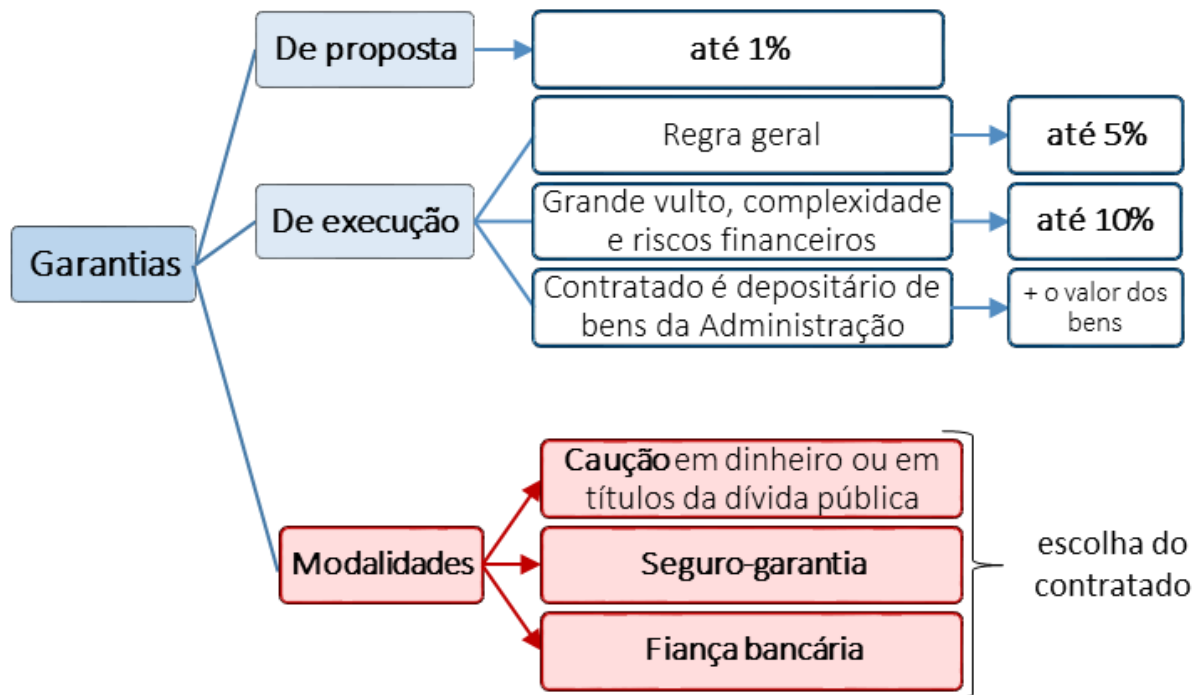 De proposta
até 1%
Regra geral
até 5%
De execução
Grande vulto, complexidade
e riscos financeiros
até 10%
Garantias
Contratado é depositário de
bens da Administração
+ o valor dos
bens
Caução em dinheiro ou em
títulos da dívida pública
Modalidades
Seguro-garantia
escolha do
contratado
Fiança bancária